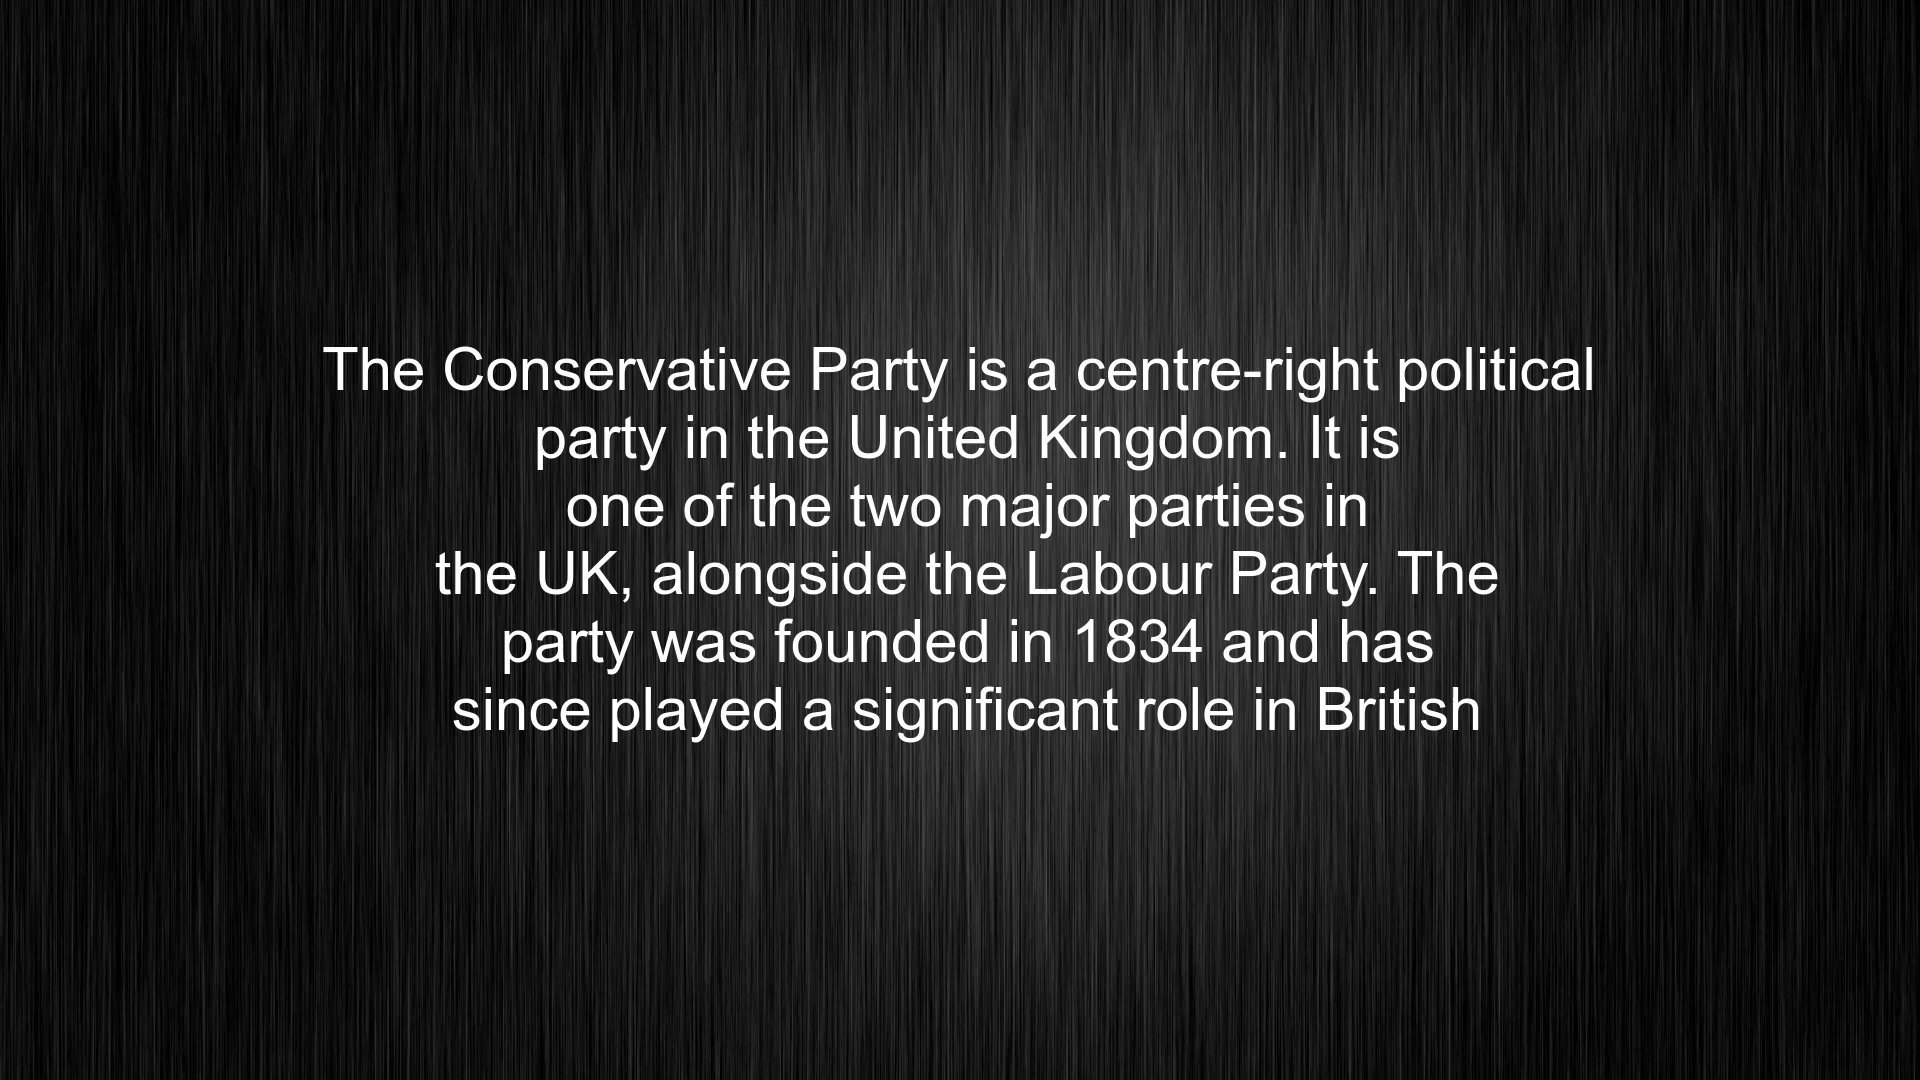 The Conservative Party is a centre-right political
party in the United Kingdom. It is
one of the two major parties in
the UK, alongside the Labour Party. The
party was founded in 1834 and has
since played a significant role in British